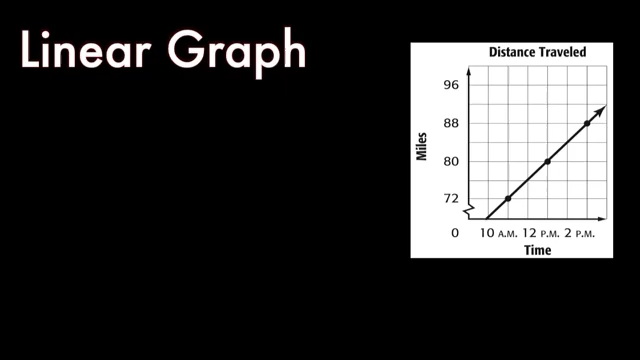 Linear Graph
Distance Traveled
96
88
80
72
0
Miles
10 A.M. 12 P.M. 2 P.M.
Time